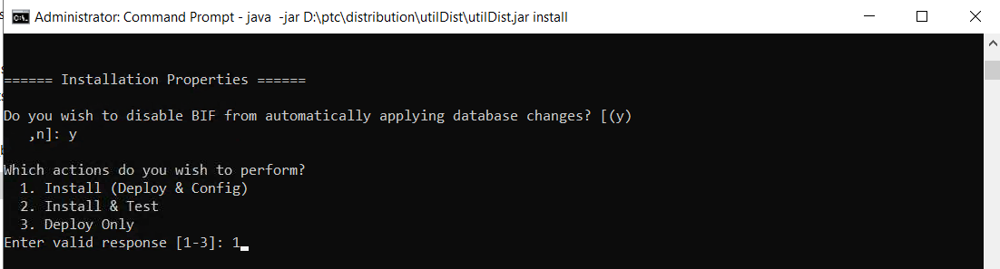 Administrator: Command Prompt - java  -jar D:\ptc\distribution\utilDist\utilDist.jar install
====== Installation Properties ======
Do you wish to disable BIF from automatically applying database changes? [(y)
   ,n]: y
Which actions do you wish to perform?
  1. Install (Deploy & Config)
  2. Install & Test
  3. Deploy Only
Enter valid response [1-3]: 1